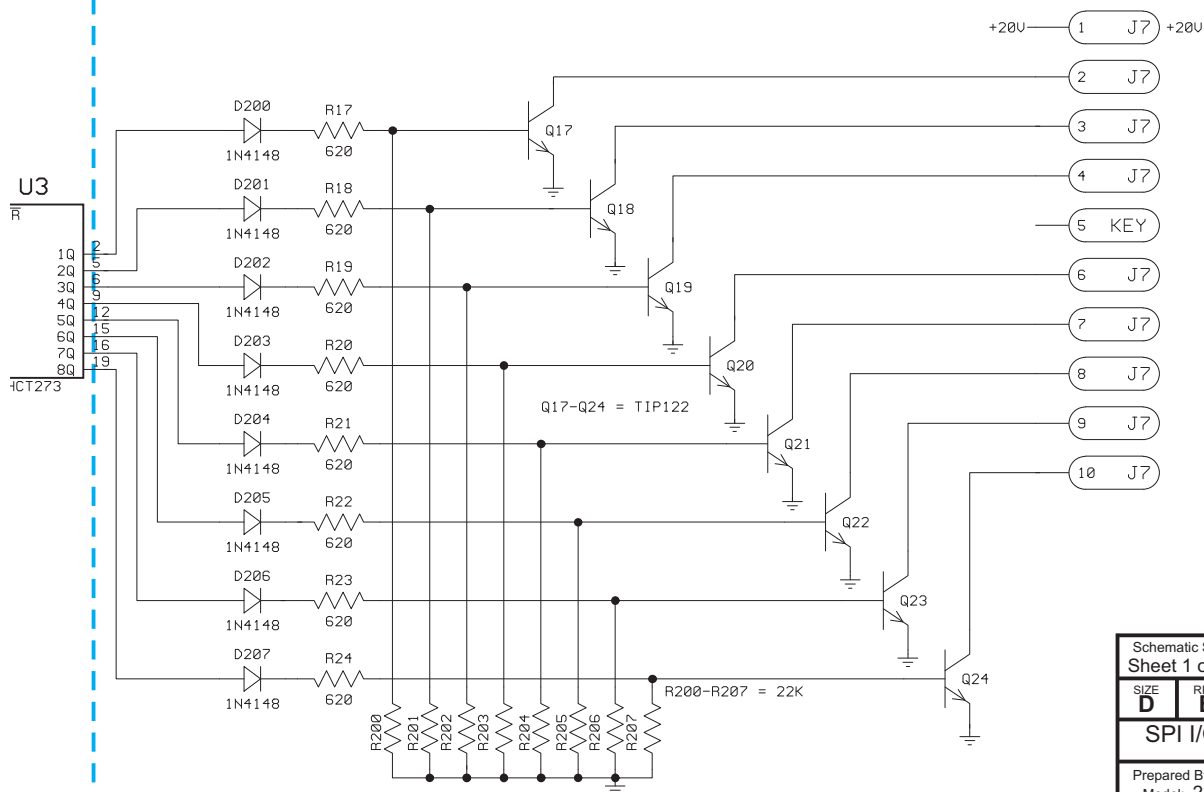 +20V
1 J7
+20V
2 J7
3 J7
4 J7
5 KEY
6 J7
7 J7
8 J7
9 J7
10 J7
U3
R
1Q 2
2Q 5
3Q 6
4Q 9
5Q 12
6Q 15
7Q 16
8Q 19
HCT273
D200
1N4148
R17
620
Q17
D201
1N4148
R18
620
Q18
D202
1N4148
R19
620
Q19
D203
1N4148
R20
620
Q20
Q17-Q24 = TIP122
D204
1N4148
R21
620
Q21
D205
1N4148
R22
620
Q22
D206
1N4148
R23
620
Q23
D207
1N4148
R24
620
Q24
R200-R207 = 22K
R200
R201
R202
R203
R204
R205
R206
R207
Schematic
Sheet 1
SIZE
D
SPI
Prepared